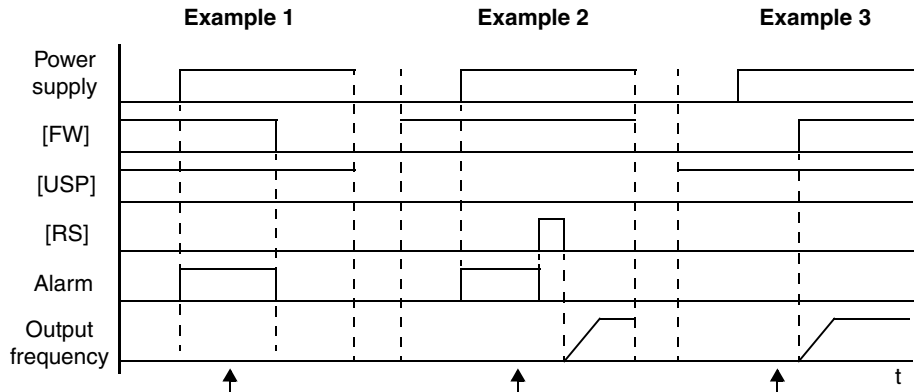 Example 1
Example 2
Example 3
Power
supply
[FW]
[USP]
[RS]
Alarm
Output
frequency
t